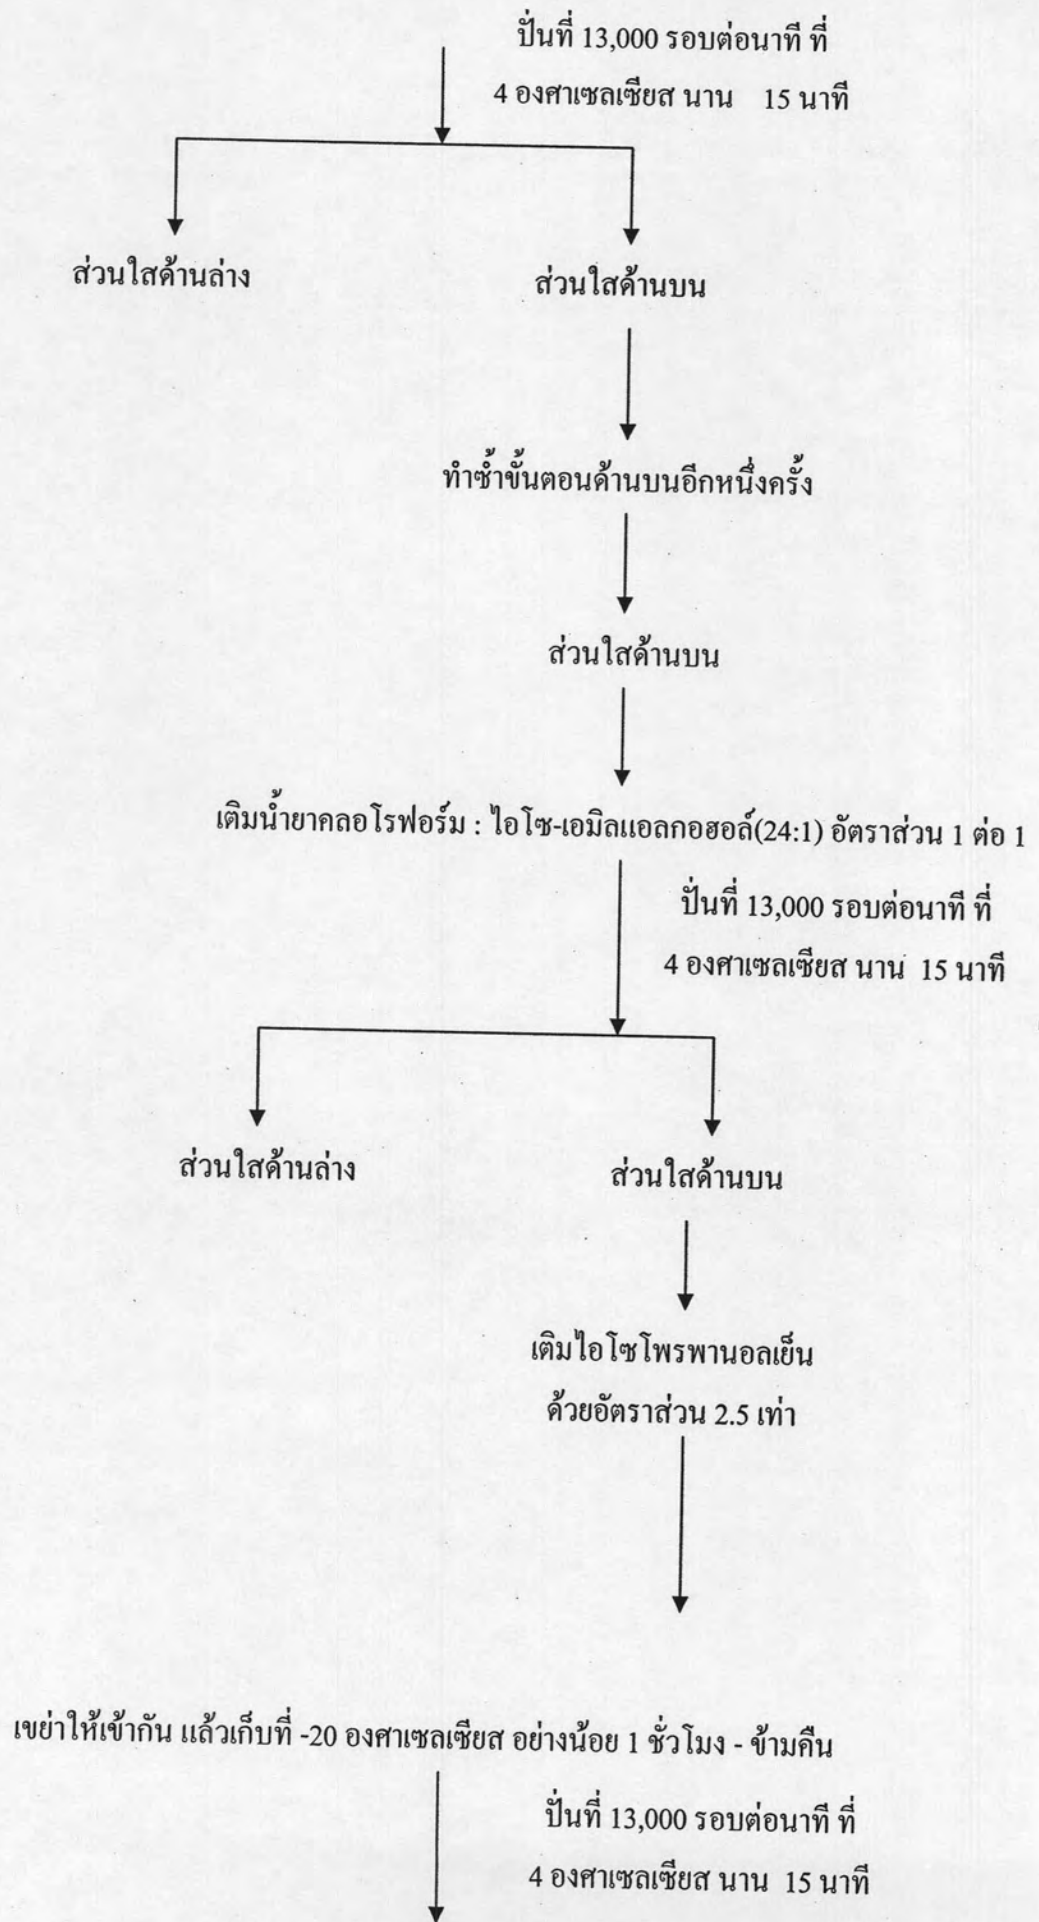 ปั่นที่ 13,000 รอบต่อนาที ที่
4 องศาเซลเซียส นาน 15 นาที
ส่วนใสด้านล่าง
ส่วนใสด้านบน
ทำซ้ำขั้นตอนด้านบนอีกหนึ่งครั้ง
ส่วนใสด้านบน
เติมน้ำยาคลอโรฟอร์ม : ไอโซ-เอมิลแอลกอฮอล์(24:1) อัตราส่วน 1 ต่อ 1
ปั่นที่ 13,000 รอบต่อนาที ที่
4 องศาเซลเซียส นาน 15 นาที
ส่วนใสด้านล่าง
ส่วนใสด้านบน
เติมไอโซโพรพานอลเย็น
ด้วยอัตราส่วน 2.5 เท่า
เขย่าให้เข้ากัน แล้วเก็บที่ -20 องศาเซลเซียส อย่างน้อย 1 ชั่วโมง - ข้ามคืน
ปั่นที่ 13,000 รอบต่อนาที ที่
4 องศาเซลเซียส นาน 15 นาที